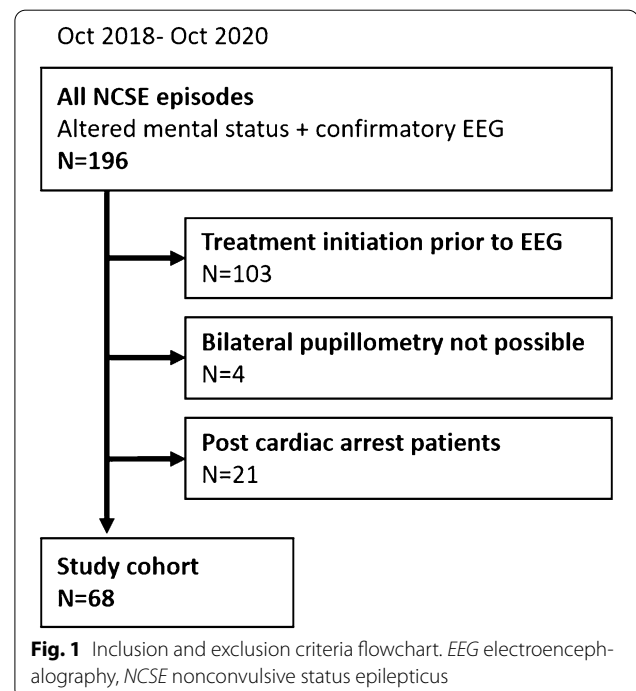 Oct 2018- Oct 2020
All NCSE episodes
Altered mental status + confirmatory EEG
N=196
Treatment initiation prior to EEG
N=103
Bilateral pupillometry not possible
N=4
Post cardiac arrest patients
N=21
Study cohort
N=68
Fig. 1 Inclusion and exclusion criteria flowchart. EEG electroenceph-
alography, NCSE nonconvulsive status epilepticus